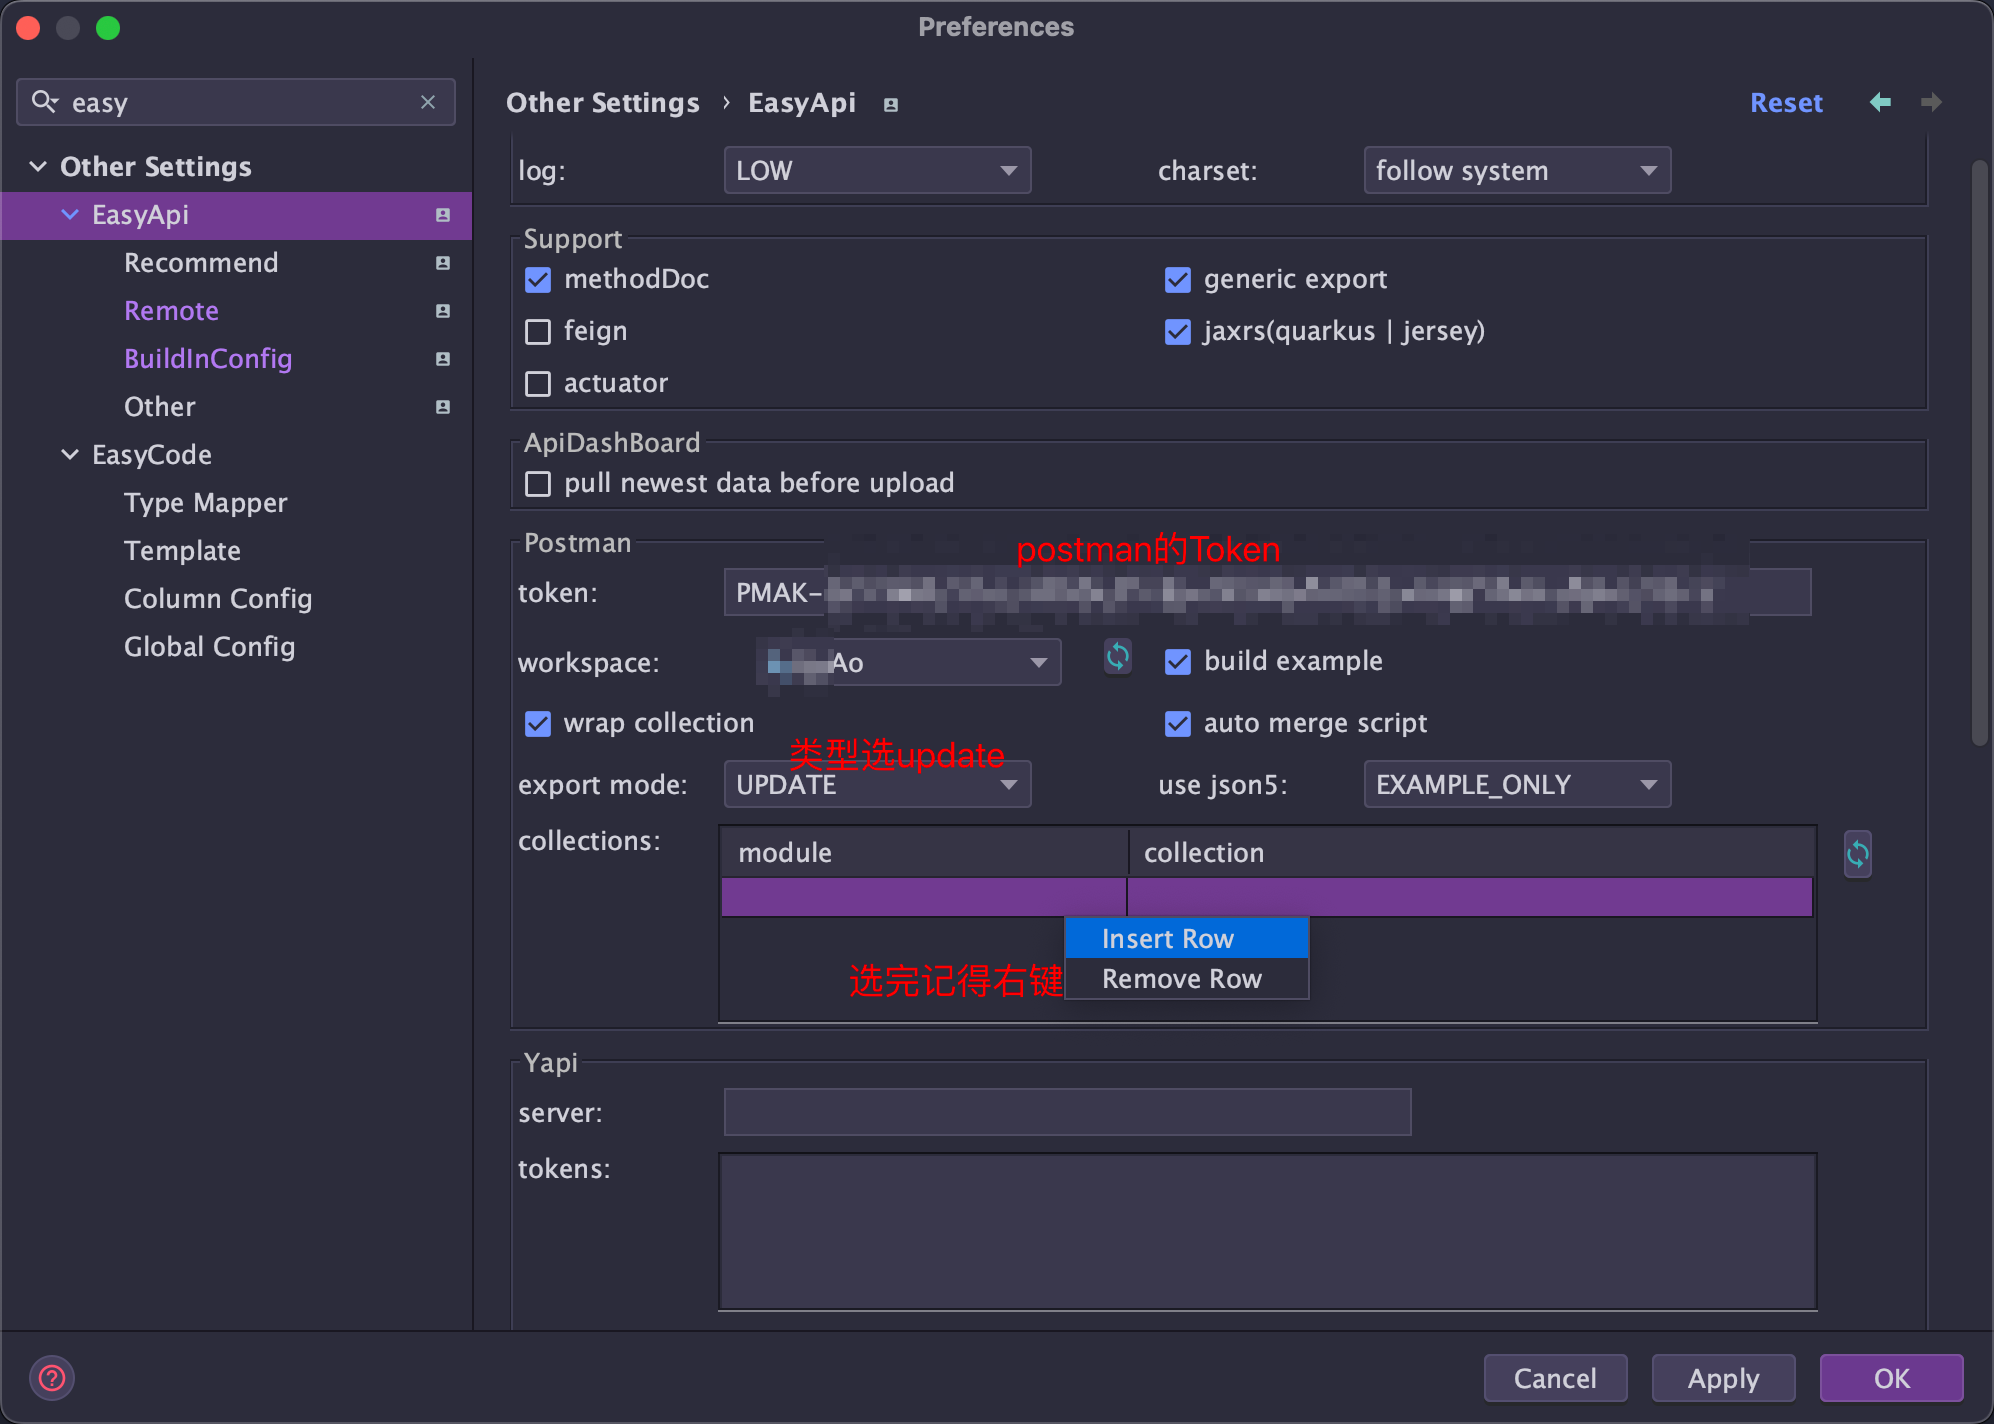 Preferences
easy
Other Settings
EasyApi
Recommend
Remote
BuildInConfig
Other
EasyCode
Type Mapper
Template
Column Config
Global Config
Other Settings › EasyApi
Reset
log: LOW charset: follow system
Support
methodDoc generic export
feign jaxrs(quarkus | jersey)
actuator
ApiDashBoard
pull newest data before upload
Postman
postman的Token
token: PMAK-
workspace: Ao build example
wrap collection auto merge script
类型选update
export mode: UPDATE use json5: EXAMPLE_ONLY
collections: module collection
Insert Row
选完记得右键
Remove Row
Yapi
server:
tokens:
Cancel Apply OK